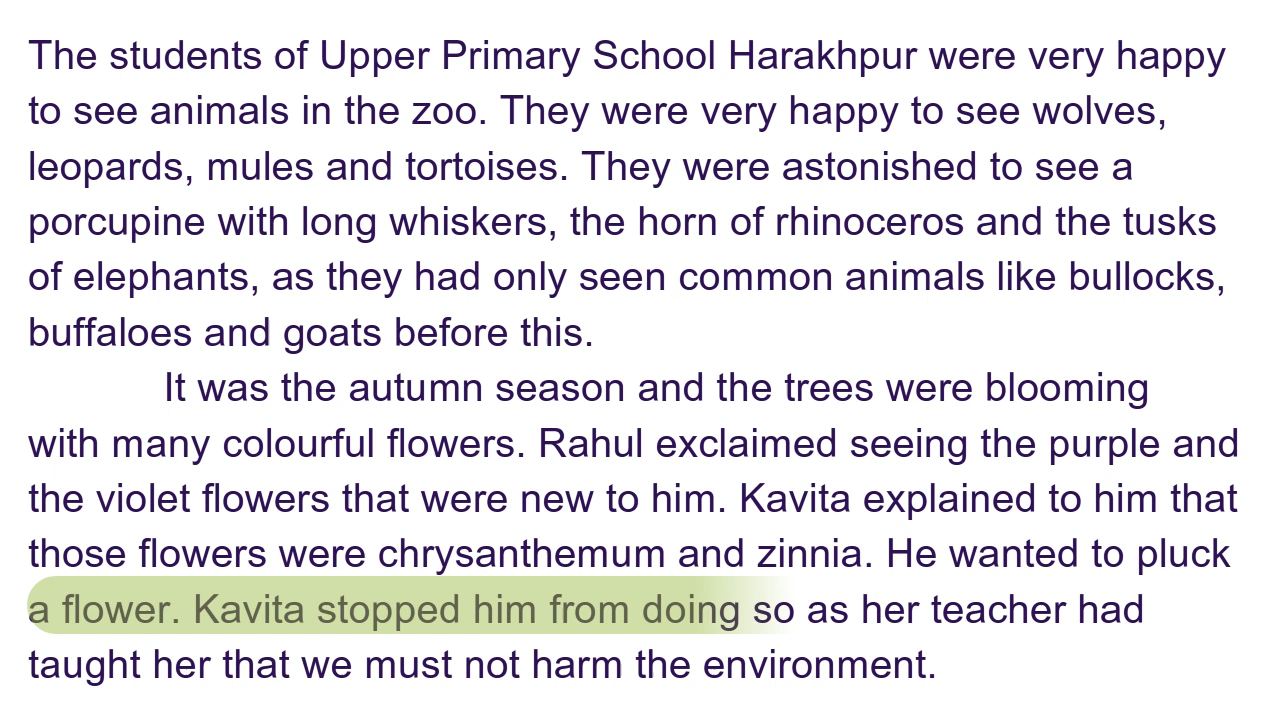 The students of Upper Primary School Harakhpur were very happy
to see animals in the zoo. They were very happy to see wolves,
leopards, mules and tortoises. They were astonished to see a
porcupine with long whiskers, the horn of rhinoceros and the tusks
of elephants, as they had only seen common animals like bullocks,
buffaloes and goats before this.
It was the autumn season and the trees were blooming
with many colourful flowers. Rahul exclaimed seeing the purple and
the violet flowers that were new to him. Kavita explained to him that
those flowers were chrysanthemum and zinnia. He wanted to pluck
a flower. Kavita stopped him from doing so as her teacher had
taught her that we must not harm the environment.